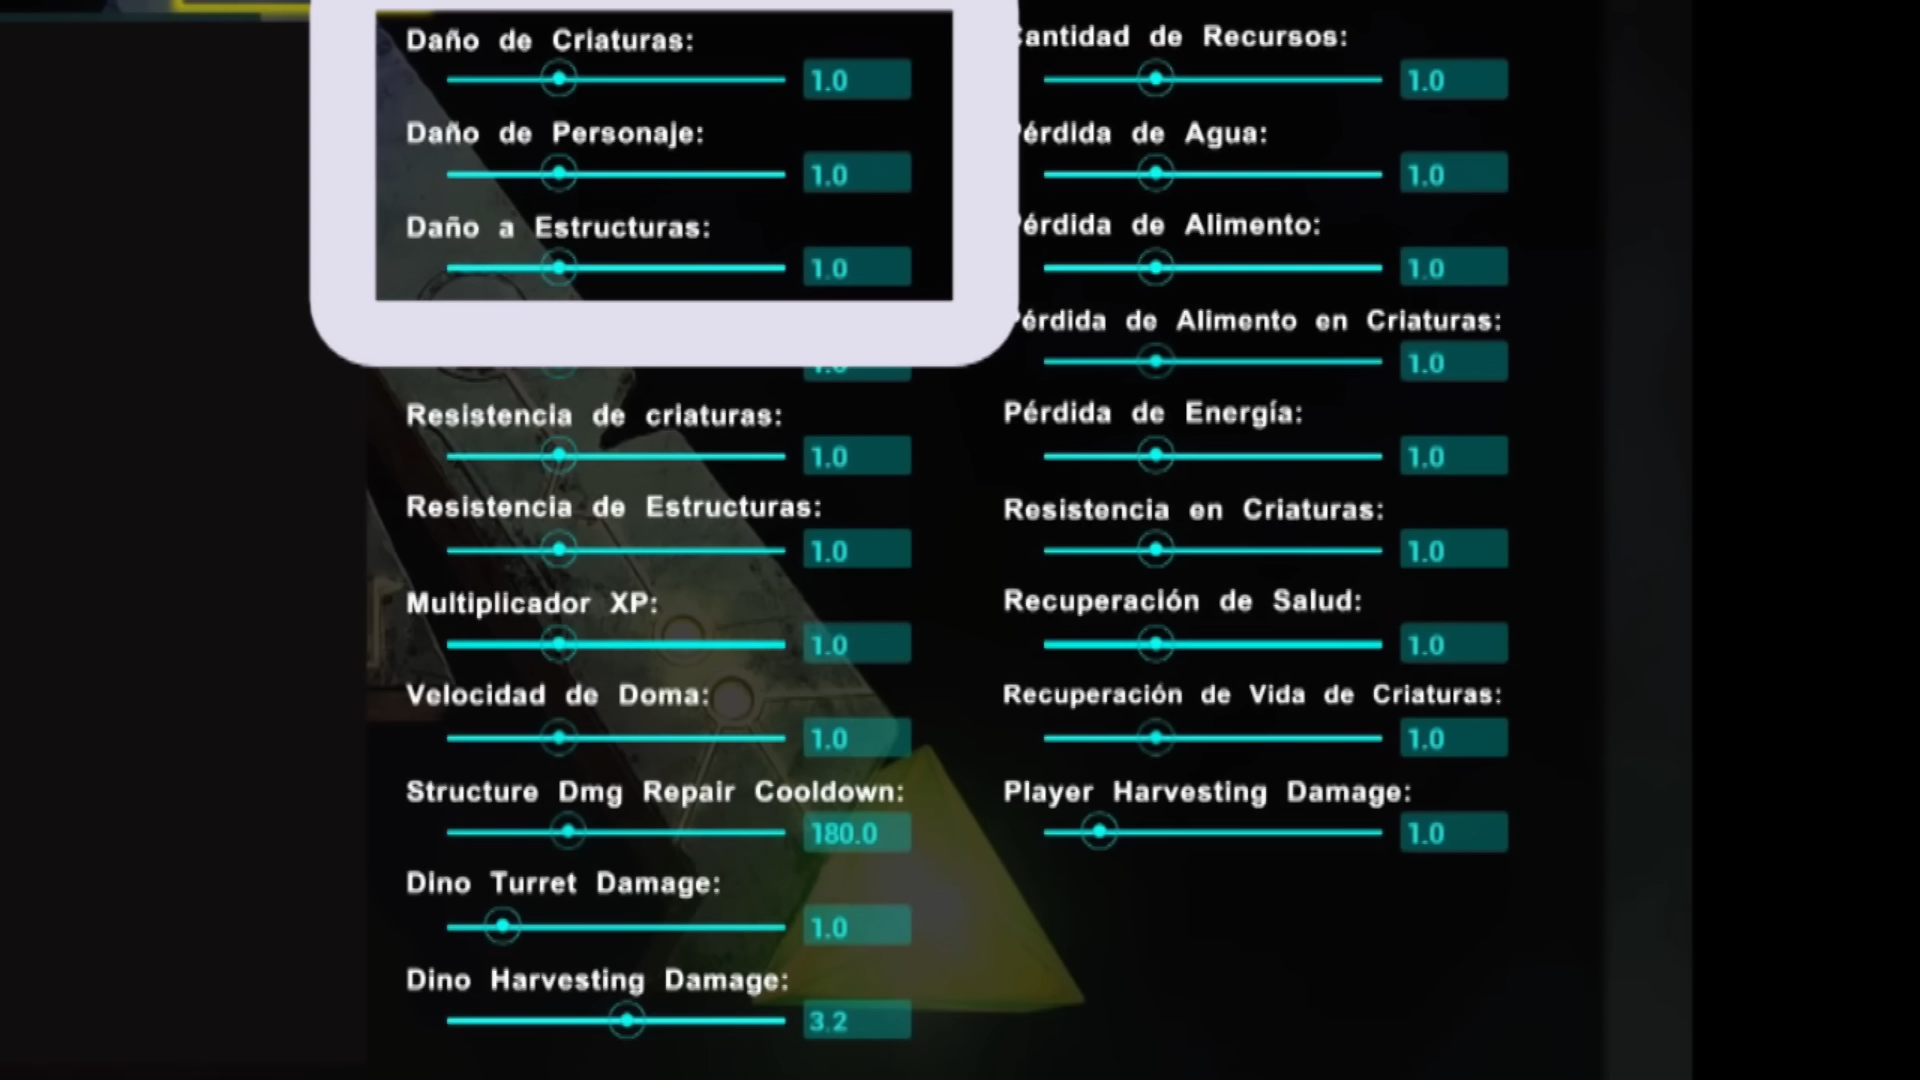 Daño de Criaturas:
1.0
Daño de Personaje:
1.0
Daño a Estructuras:
1.0
Resistencia de criaturas:
1.0
Resistencia de Estructuras:
1.0
Multiplicador XP:
1.0
Velocidad de Doma:
1.0
Structure Dmg Repair Cooldown:
180.0
Dino Turret Damage:
1.0
Dino Harvesting Damage:
3.2
antidad de Recursos:
1.0
érdida de Agua:
1.0
érdida de Alimento:
1.0
érdida de Alimento en Criaturas:
1.0
Pérdida de Energía:
1.0
Resistencia en Criaturas:
1.0
Recuperación de Salud:
1.0
Recuperación de Vida de Criaturas:
1.0
Player Harvesting Damage:
1.0